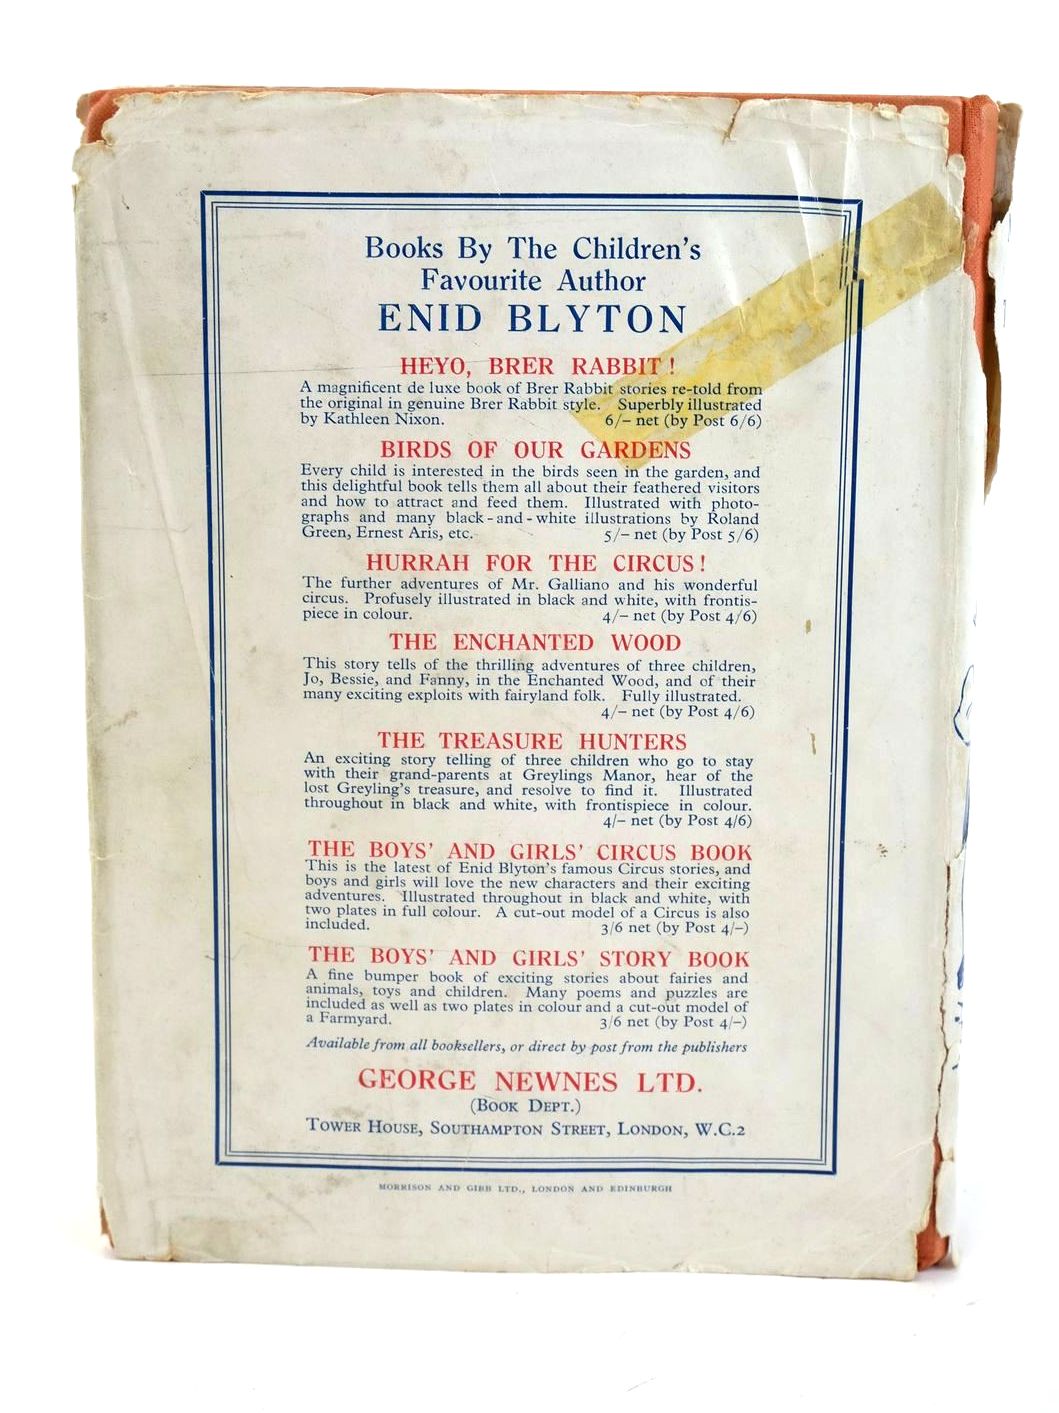 Books By The Children's
Favourite Author
ENID BLYTON
HEYO, BRER RABBIT!
A magnificent de luxe book of Brer Rabbit stories re-told from
the original in genuine Brer Rabbit style. Superbly illustrated
by Kathleen Nixon. 6/– net (by Post 6/6)
BIRDS OF OUR GARDENS
Every child is interested in the birds seen in the garden, and
this delightful book tells them all about their feathered visitors
and how to attract and feed them. Illustrated with photo-
graphs and many black-and-white illustrations by Roland
Green, Ernest Aris, etc. 5/– net (by Post 5/6)
HURRAH FOR THE CIRCUS!
The further adventures of Mr. Galliano and his wonderful
circus. Profusely illustrated in black and white, with frontis-
piece in colour. 4/– net (by Post 4/6)
THE ENCHANTED WOOD
This story tells of the thrilling adventures of three children,
Jo, Bessie, and Fanny, in the Enchanted Wood, and of their
many exciting exploits with fairyland folk. Fully illustrated.
4/– net (by Post 4/6)
THE TREASURE HUNTERS
An exciting story telling of three children who go to stay
with their grand-parents at Greylings Manor, hear of the
lost Greyling's treasure, and resolve to find it. Illustrated
throughout in black and white, with frontispiece in colour.
4/– net (by Post 4/6)
THE BOYS' AND GIRLS' CIRCUS BOOK
This is the latest of Enid Blyton's famous Circus stories, and
boys and girls will love the new characters and their exciting
adventures. Illustrated throughout in black and white, with
two plates in full colour. A cut-out model of a Circus is also
included. 3/6 net (by Post 4/–)
THE BOYS' AND GIRLS' STORY BOOK
A fine bumper book of exciting stories about fairies and
animals, toys and children. Many poems and puzzles are
included as well as two plates in colour and a cut-out model of
a Farmyard. 3/6 net (by Post 4/–)
Available from all booksellers, or direct by post from the publishers
GEORGE NEWNES LTD.
(BOOK DEPT.)
TOWER HOUSE, SOUTHAMPTON STREET, LONDON, W.C.2
MORRISON AND GIBB LTD., LONDON AND EDINBURGH